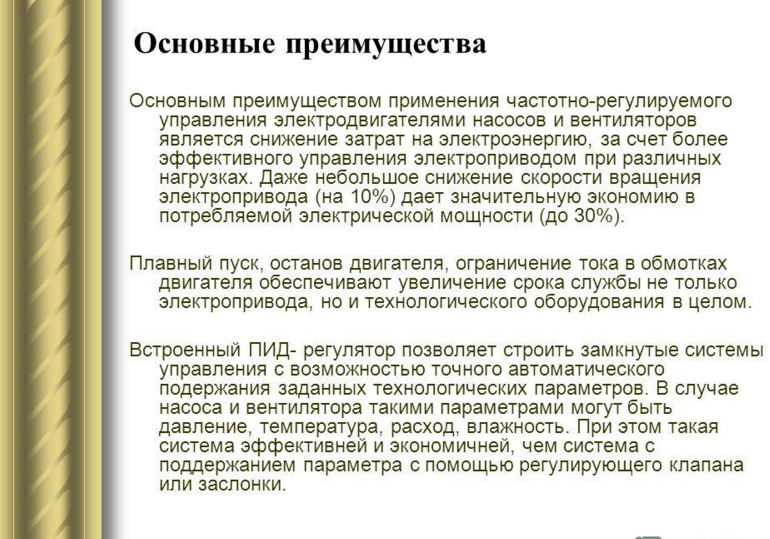 Основные преимущества
Основным преимуществом применения частотно-регулируемого
управления электродвигателями насосов и вентиляторов
является снижение затрат на электроэнергию, за счет более
эффективного управления электроприводом при различных
нагрузках. Даже небольшое снижение скорости вращения
электропривода (на 10%) дает значительную экономию в
потребляемой электрической мощности (до 30%).
Плавный пуск, останов двигателя, ограничение тока в обмотках
двигателя обеспечивают увеличение срока службы не только
электропривода, но и технологического оборудования в целом.
Встроенный ПИД- регулятор позволяет строить замкнутые системы
управления с возможностью точного автоматического
подержания заданных технологических параметров. В случае
насоса и вентилятора такими параметрами могут быть
давление, температура, расход, влажность. При этом такая
система эффективней и экономичней, чем система с
поддержанием параметра с помощью регулирующего клапана
или заслонки.